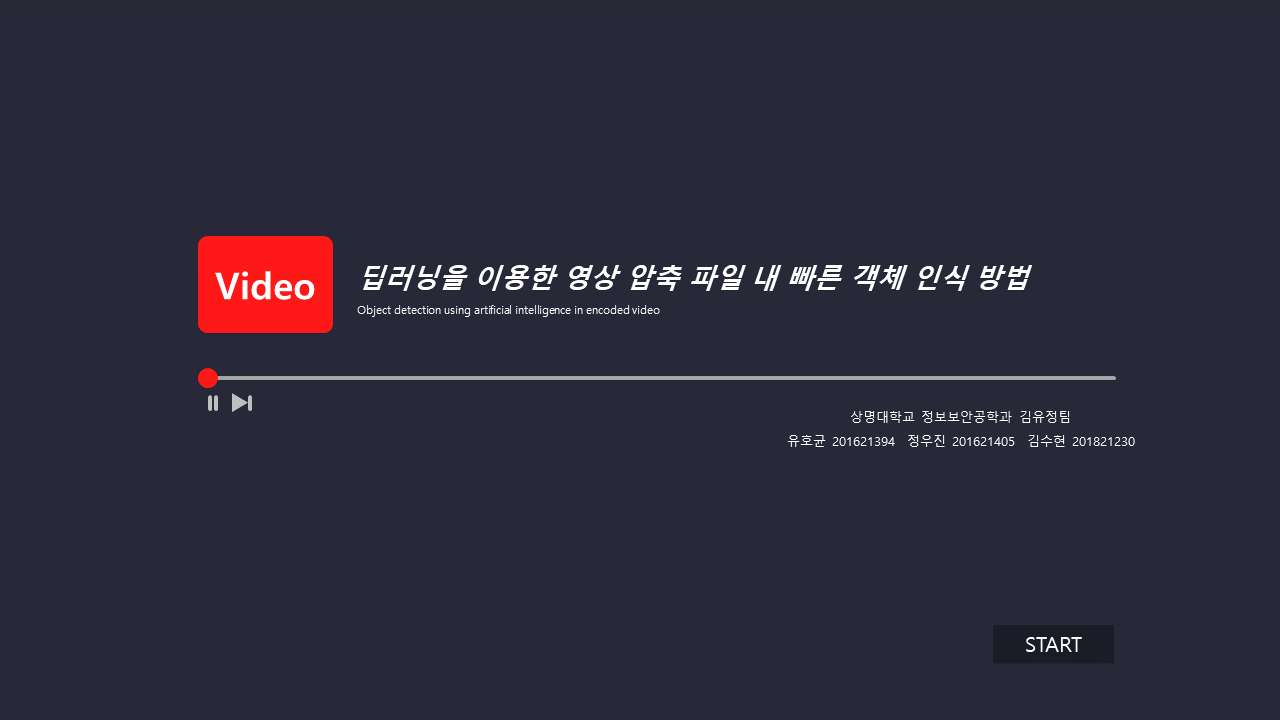 Video
딥러닝을 이용한 영상 압축 파일 내 빠른 객체 인식 방법
Object detection using artificial intelligence in encoded video
상명대학교 정보보안공학과 김유정팀
유호균 201621394 정우진 201621405 김수현 201821230
START